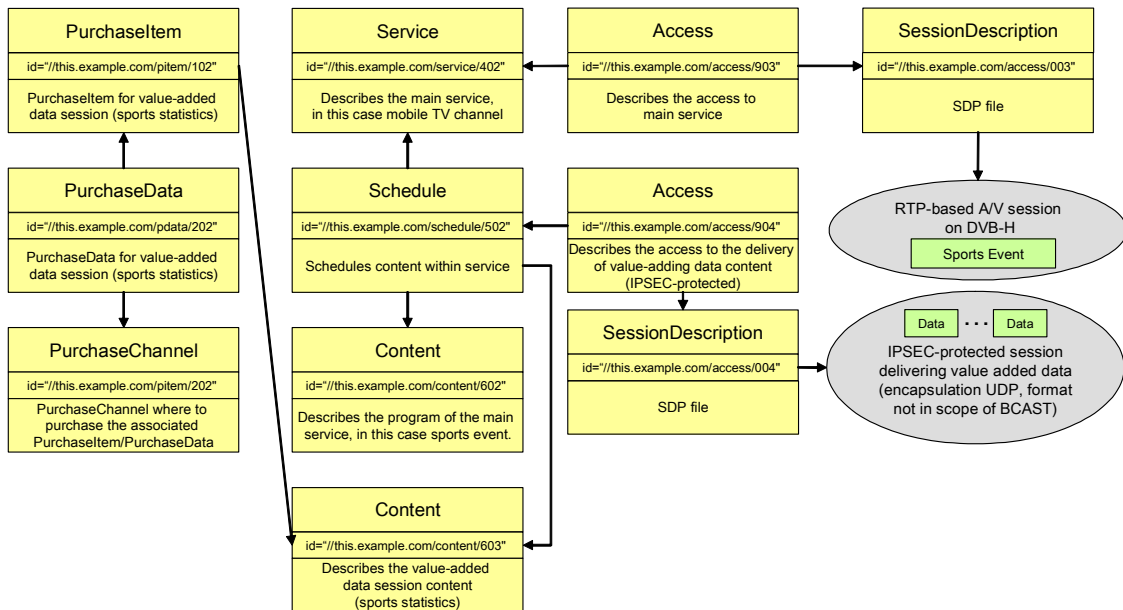 PurchaseItem
id="//this.example.com/pitem/102"
PurchaseItem for value-added
data session (sports statistics)
Service
id="//this.example.com/service/402"
Describes the main service,
in this case mobile TV channel
Access
id="//this.example.com/access/903"
Describes the access to
main service
SessionDescription
id="//this.example.com/access/003"
SDP file
PurchaseData
id="//this.example.com/pdata/202"
PurchaseData for value-added
data session (sports statistics)
Schedule
id="//this.example.com/schedule/502"
Schedules content within service
Access
id="//this.example.com/access/904"
Describes the access to the delivery
of value-adding data content
(IPSEC-protected)
RTP-based A/V session
on DVB-H
Sports Event
PurchaseChannel
id="//this.example.com/pitem/202"
PurchaseChannel where to
purchase the associated
PurchaseItem/PurchaseData
Content
id="//this.example.com/content/602"
Describes the program of the main
service, in this case sports event.
SessionDescription
id="//this.example.com/access/004"
SDP file
Data ... Data
IPSEC-protected session
delivering value added data
(encapsulation UDP, format
not in scope of BCAST)
Content
id="//this.example.com/content/603"
Describes the value-added
data session content
(sports statistics)